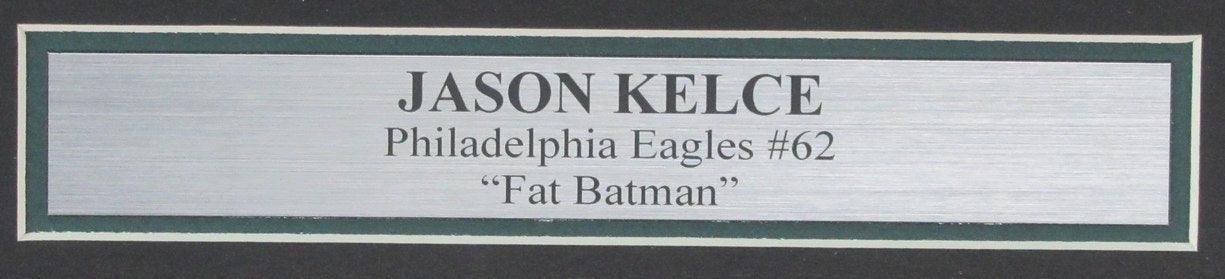 JASON KELCE
Philadelphia Eagles #62
“Fat Batman”